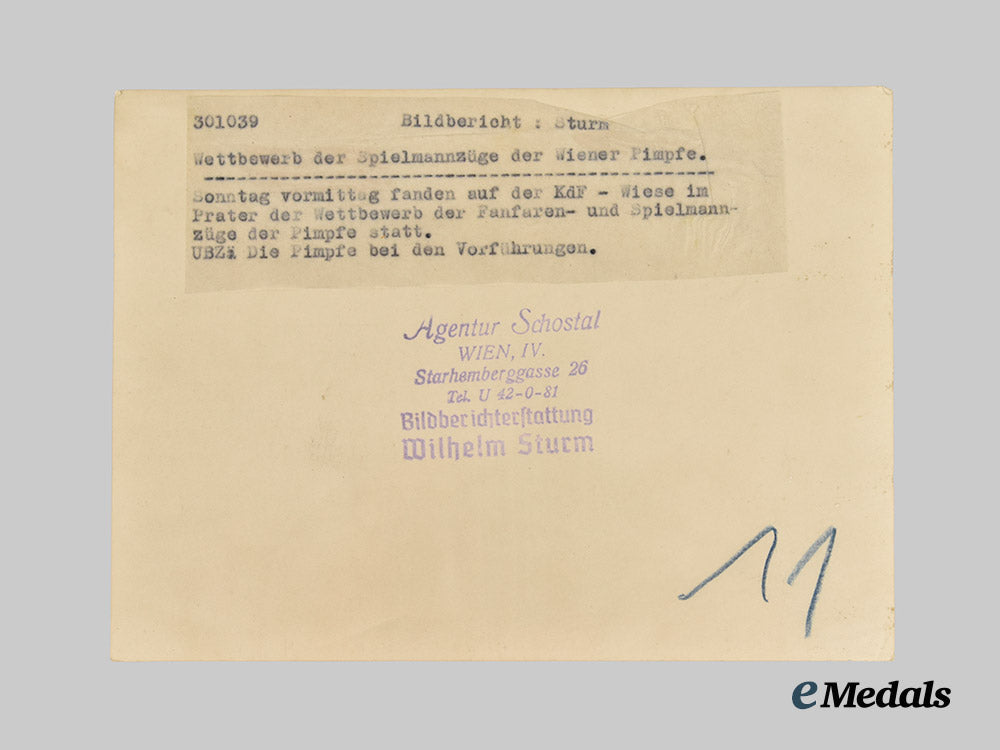 301039 Bildbericht : Sturm
Wettbewerb der Spielmannzüge der Wiener Pimpfe.
Sonntag vormittag fanden auf der KdF - Wiese im
Prater der Wettbewerb der Fanfaren- und Spielmann-
züge der Pimpfe statt.
UBZ: Die Pimpfe bei den Vorführungen.
Agentur Schostal
WIEN, IV.
Starhemberggasse 26
Tel. U 42-0-81
Bildberichterstattung
Wilhelm Sturm
11
eMedals